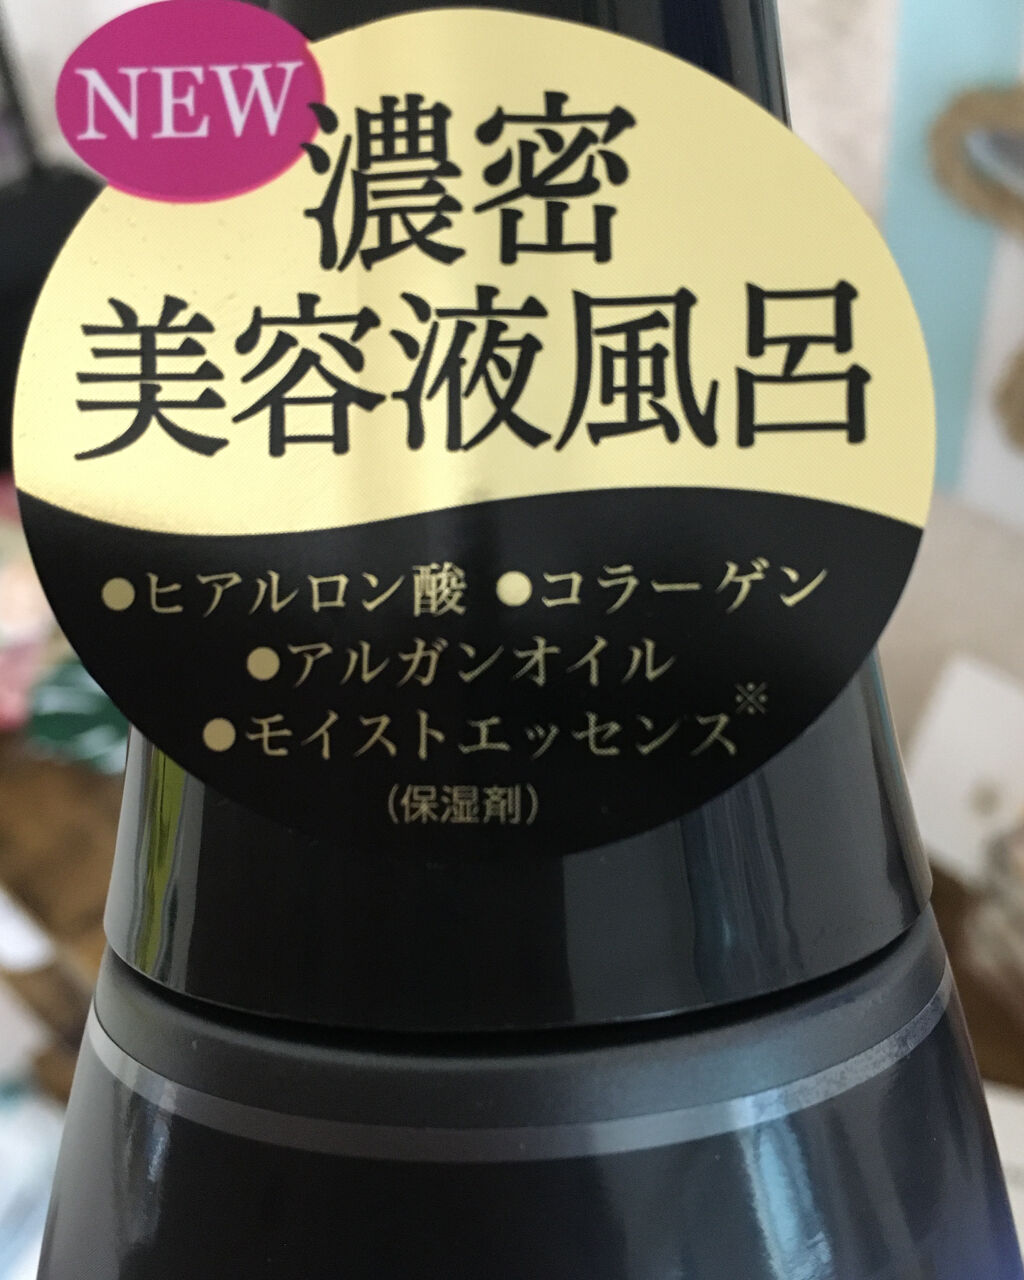 NEW
濃密
美容液風呂
●ヒアルロン酸 ●コラーゲン
●アルガンオイル
●モイストエッセンス※
(保湿剤)